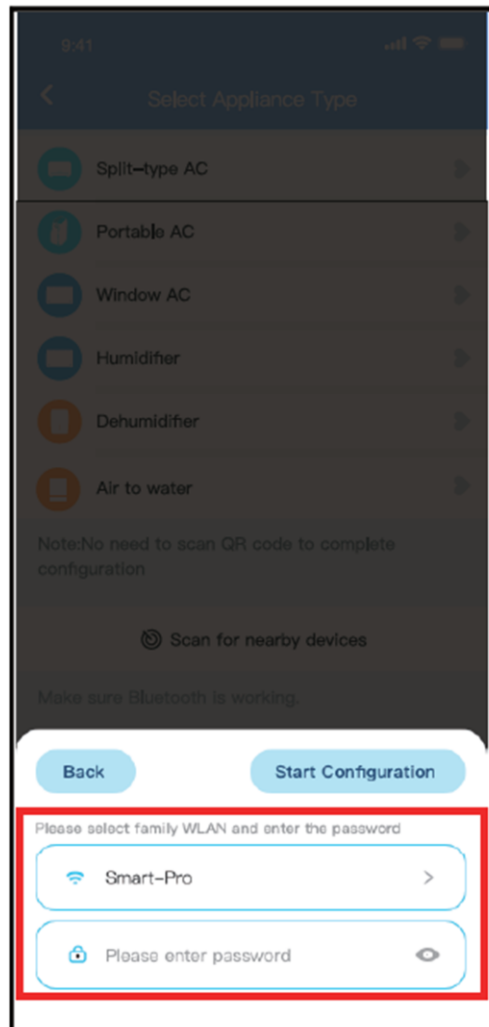 9:41
Select Appliance Type
Split-type AC
Portable AC
Window AC
Humidifier
Dehumidifier
Air to water
Note:No need to scan QR code to complete
configuration
Scan for nearby devices
Make sure Bluetooth is working.
Back
Start Configuration
Please select family WLAN and enter the password
Smart-Pro
Please enter password